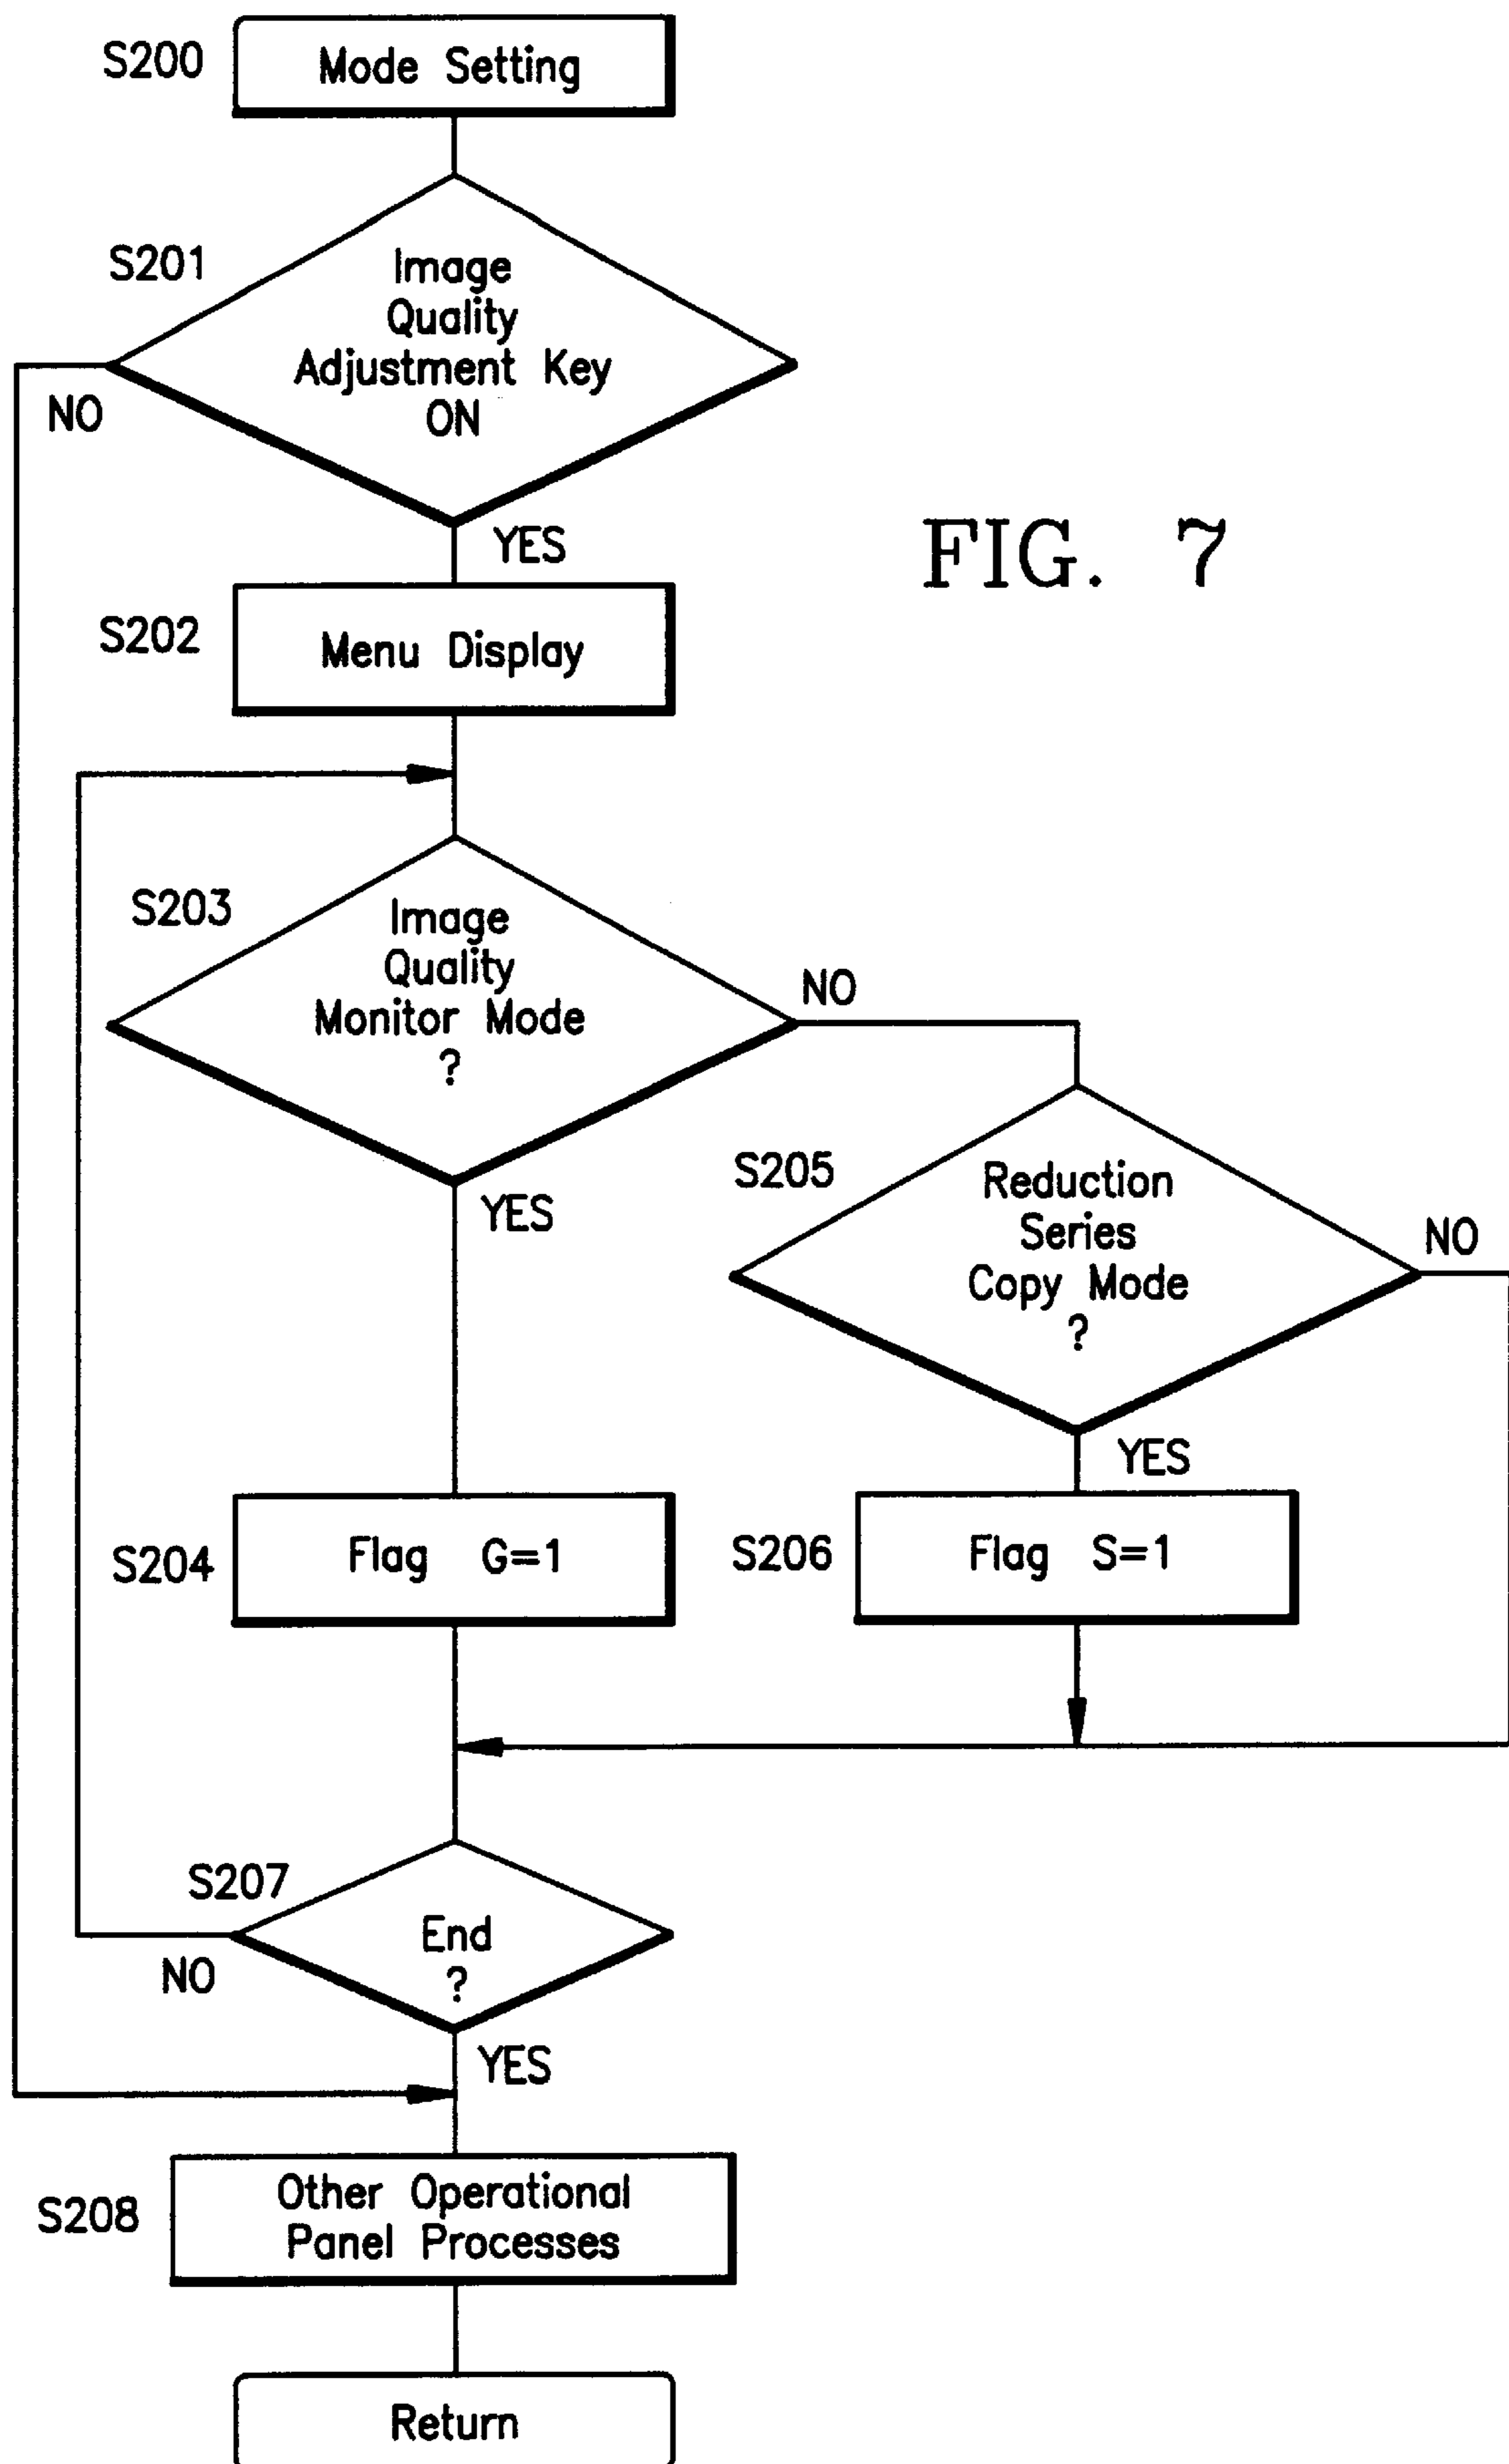 S200
Mode Setting
S201
Image
Quality
Adjustment Key
ON
NO
YES
FIG. 7
S202
Menu Display
S203
Image
Quality
Monitor Mode
?
NO
YES
S205
Reduction
Series
Copy Mode
?
NO
YES
S204
Flag G=1
S206
Flag S=1
S207
End
?
NO
YES
S208
Other Operational
Panel Processes
Return